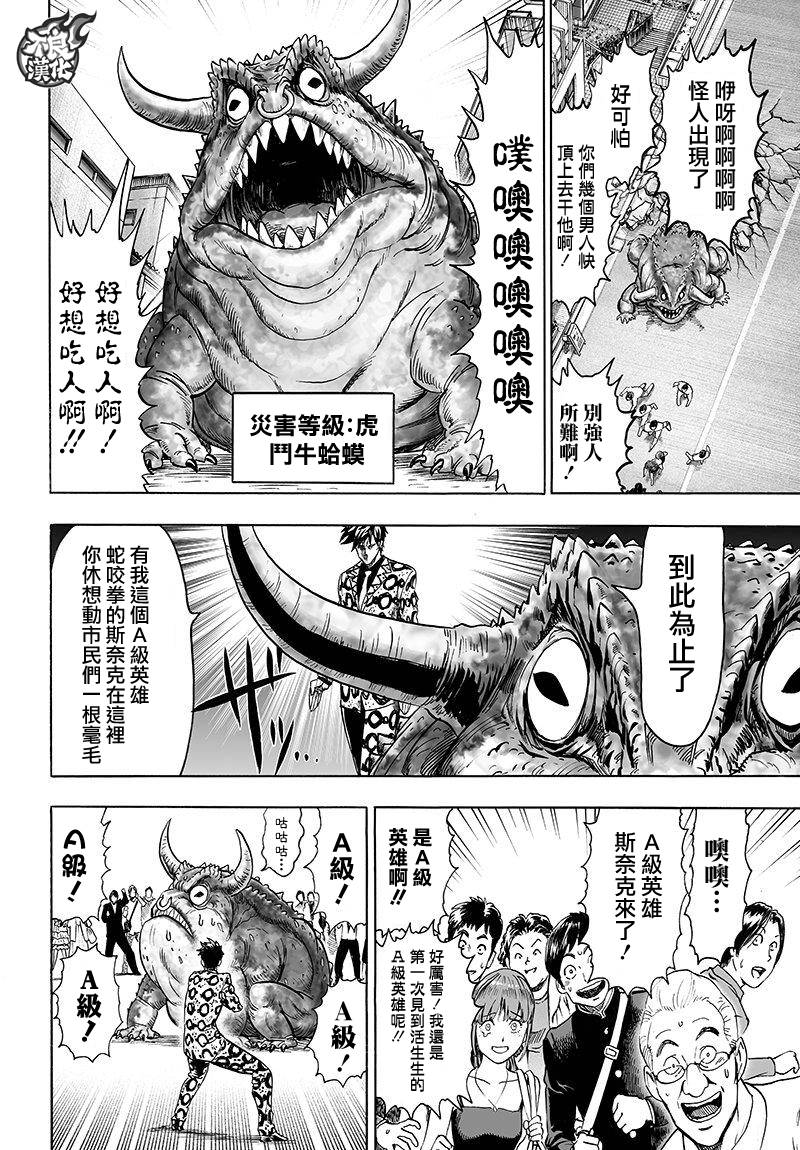 咿呀啊啊啊啊
怪人出現了
好可怕
你們幾個男人快
頂上去干他啊!
別強人
所難啊!
噗噢噢噢噢噢
好想吃人啊!
好想吃人啊!!
災害等級:虎
鬥牛蛤蟆
到此為止了
有我這個A級英雄
蛇咬拳的斯奈克在這裡
你休想動市民們一根毫毛
噢噢…
A級英雄
斯奈克來了!
是A級
英雄啊!!
好厲害!我還是
第一次見到活生生的
A級英雄呢!!
咕咕咕…
A級!
A級!
A級!
A級!
漢化